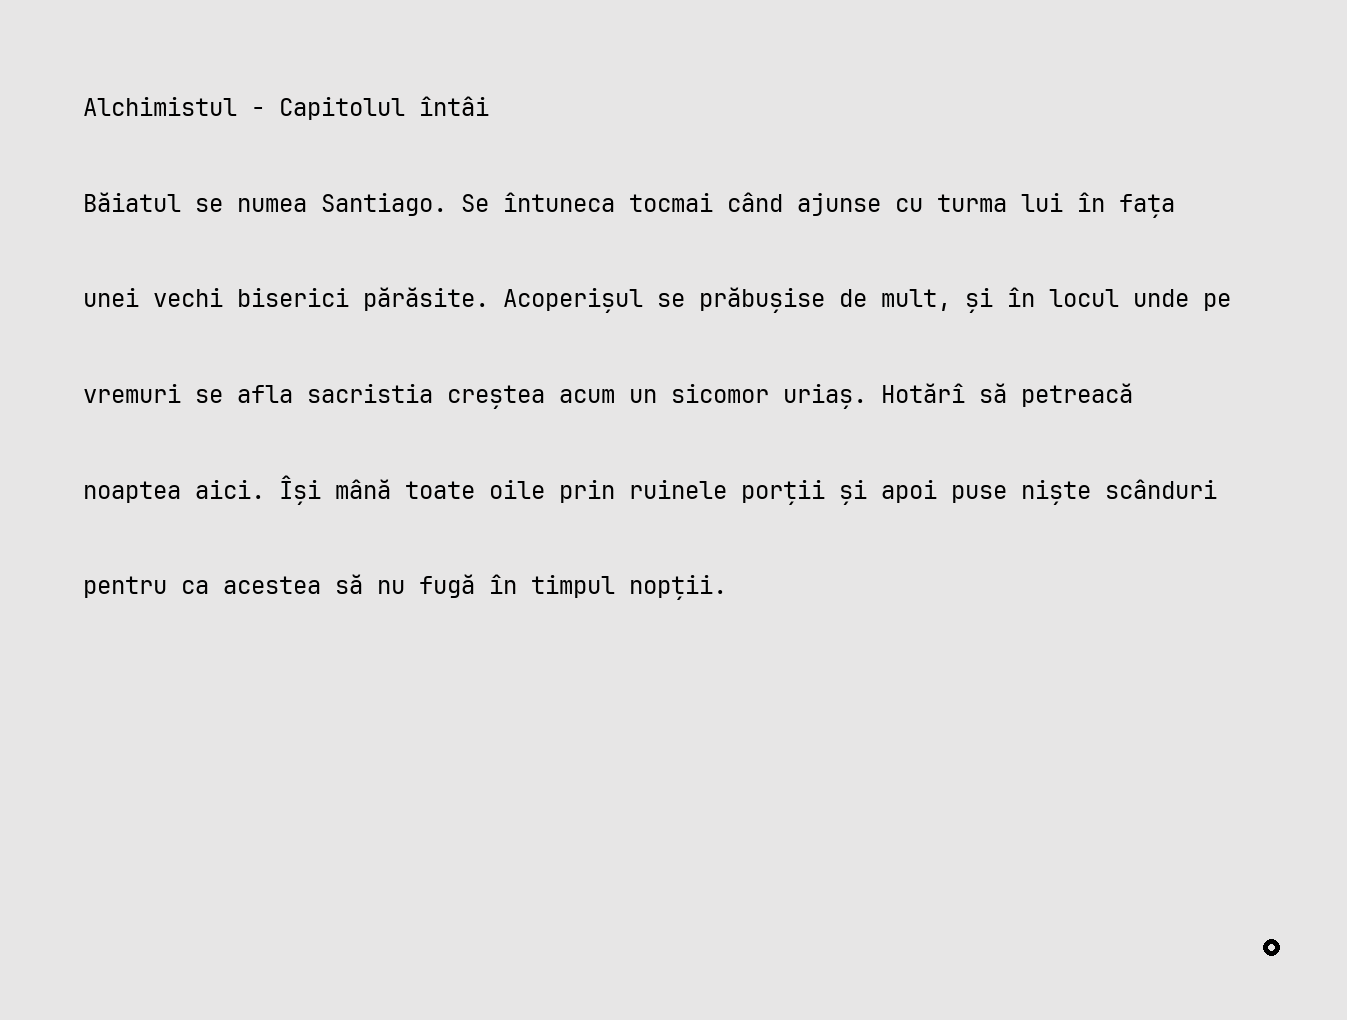 Alchimistul - Capitolul întâi
Băiatul se numea Santiago. Se întuneca tocmai când ajunse cu turma lui în fața
unei vechi biserici părăsite. Acoperișul se prăbușise de mult, și în locul unde pe
vremuri se afla sacristia creștea acum un sicomor uriaș. Hotărî să petreacă
noaptea aici. Își mână toate oile prin ruinele porții și apoi puse niște scânduri
pentru ca acestea să nu fugă în timpul nopții.